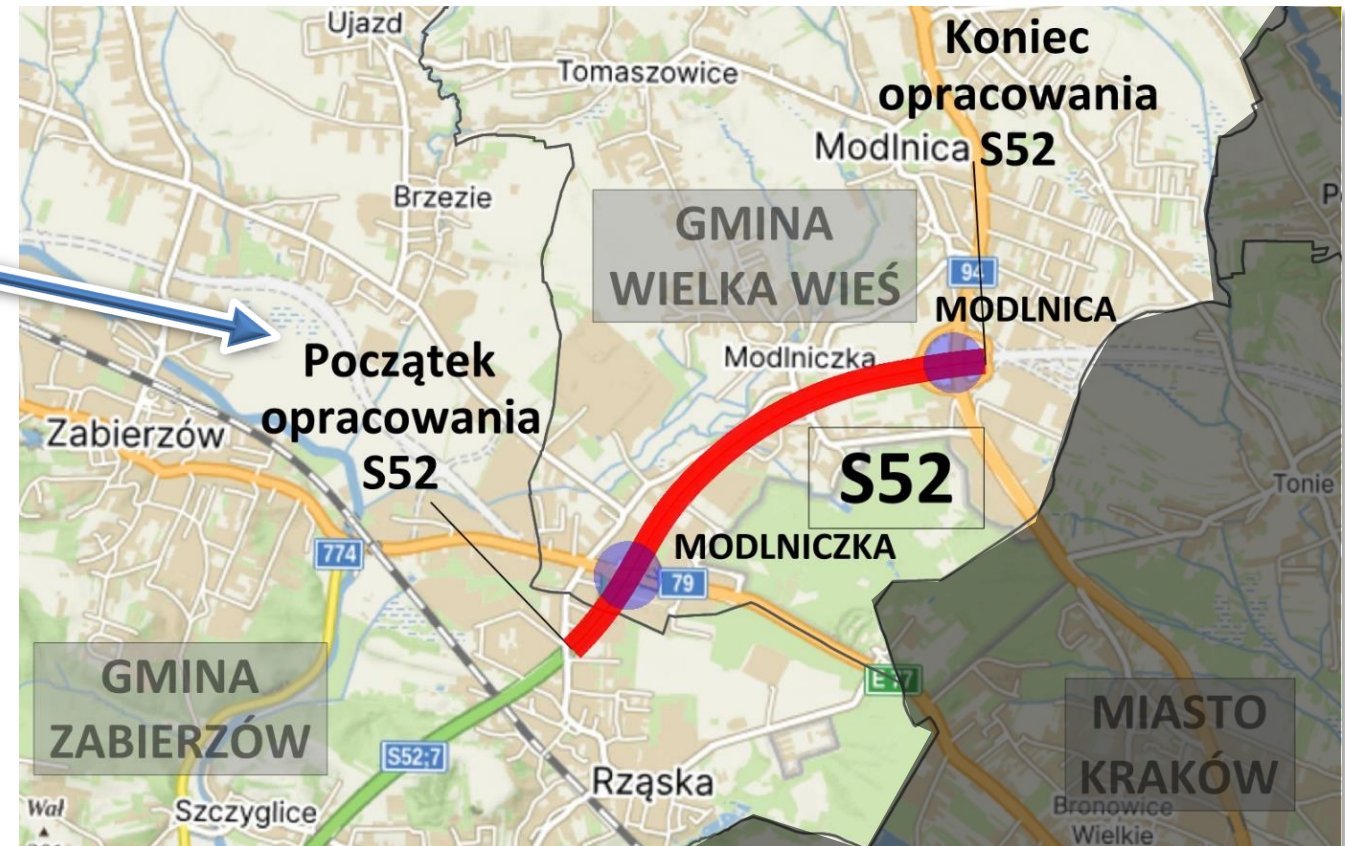 Ujazd
Tomaszowice
Koniec
opracowania
S52
Modlnica
Brzezie
GMINA
WIELKA WIEŚ
94
MODLNICA
Modlniczka
Początek
opracowania
S52
Zabierzów
S52
Tonie
774
MODLNICZKA
79
GMINA
ZABIERZÓW
MIASTO
KRAKÓW
S52;7
Rząska
Wał
Szczyglice
Bronowice
Wielkie